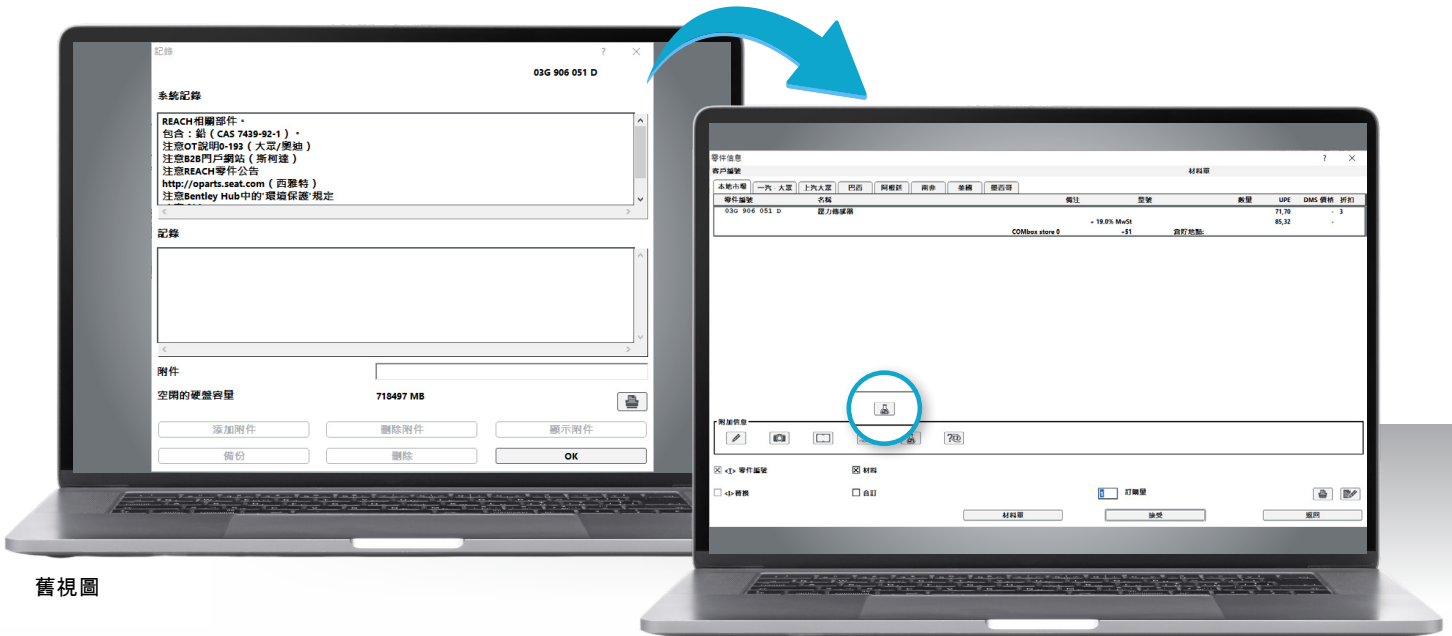 記錄 ? ×
03G 906 051 D
系統記錄
REACH相關部件。
包含：鉛（CAS 7439-92-1）。
注意OT說明0-193（大眾/奧迪）
注意B2B門戶網站（斯柯達）
注意REACH零件公告
http://oparts.seat.com（西雅特）
注意Bentley Hub中的'環境保護'規定
記錄
附件
空閑的硬盤容量 718497 MB
添加附件 刪除附件 顯示附件
備份 刪除 OK
舊視圖
零件信息 ? ×
客戶編號 材料單
本地市場 一汽-大眾 上汽大眾 巴西 阿根廷 南非 美國 墨西哥
零件編號 名稱 備注 型號 數量 UPE DMS 價格 折扣
03G 906 051 D 壓力傳感器 71,70 - 3
+ 19.0% MwSt 85,32 -
COMbox store 0 -$1 倉貯地點:
附加信息
<I> 零件編號 材料
<I> 替換 合訂 1 訂購量
材料單 接受 返回